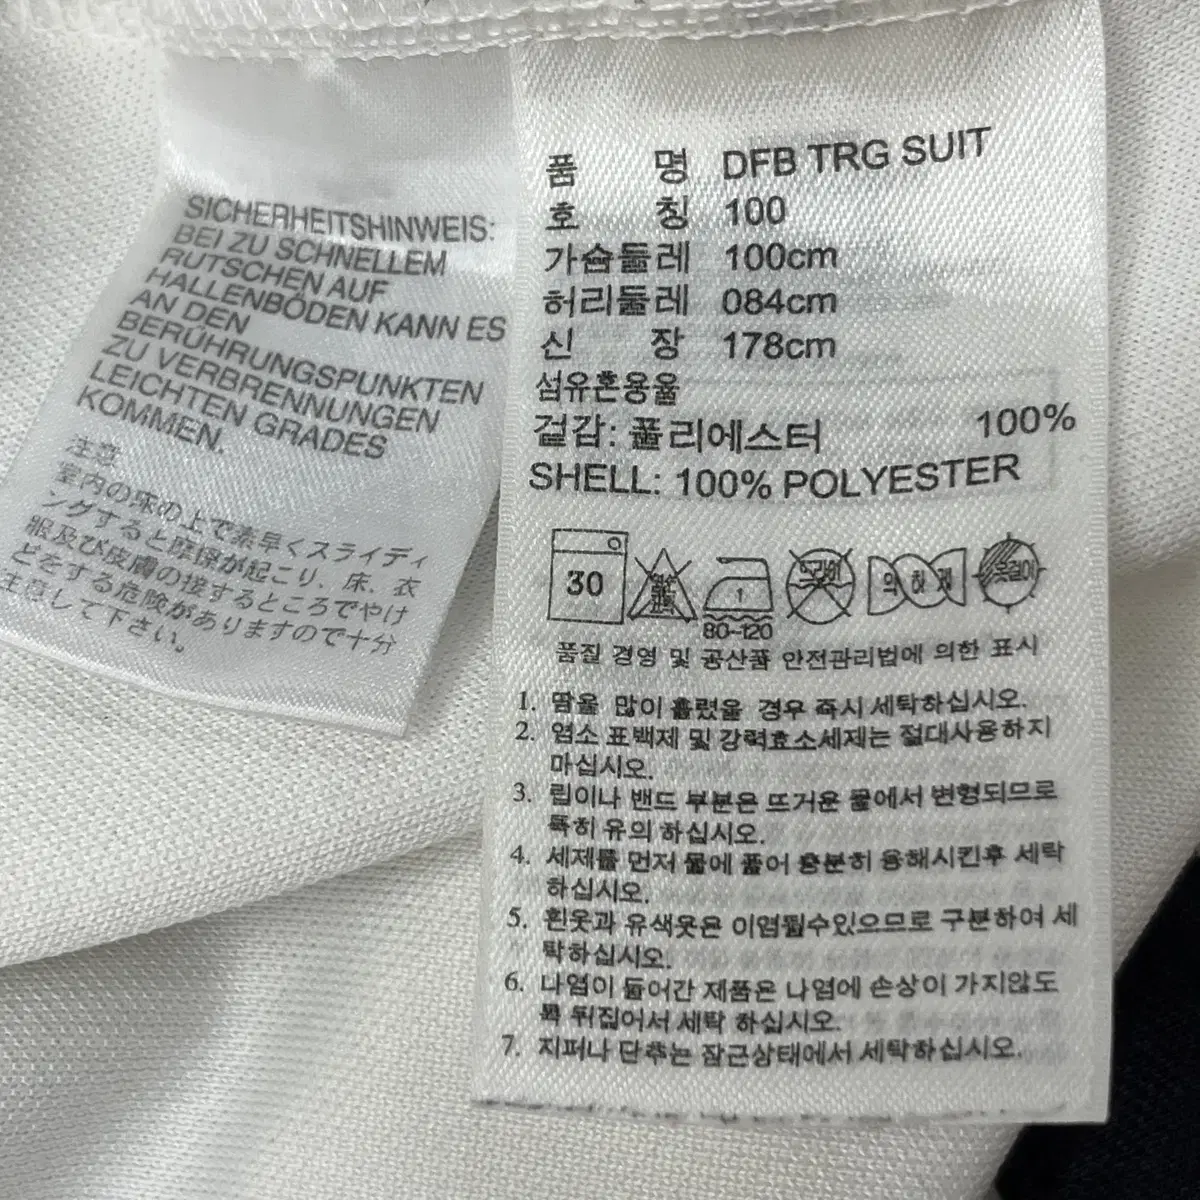 SICHERHEITSHINWEIS:
BEI ZU SCHNELLEM
RUTSCHEN AUF
HALLENBÖDEN KANN ES
AN DEN
BERÜHRUNGSPUNKTEN
ZU VERBRENNUNGEN
LEICHTEN GRADES
KOMMEN.
注意
室内の床の上で素早くスライディ
ングすると摩擦が起こり、床、衣
服及び皮膚の接するところでやけ
どをする危険がありますので十分
注意して下さい。
품 명 DFB TRG SUIT
호 칭 100
가슴둘레 100cm
허리둘레 084cm
신 장 178cm
섬유혼용율
겉감: 폴리에스터 100%
SHELL: 100% POLYESTER
30 1 드라이 의하제 옷걸이
80~120
품질 경영 및 공산품 안전관리법에 의한 표시
1. 땀을 많이 흘렸을 경우 즉시 세탁하십시오.
2. 염소 표백제 및 강력효소세제는 절대사용하지
마십시오.
3. 립이나 밴드 부분은 뜨거운 물에서 변형되므로
특히 유의 하십시오.
4. 세제를 먼저 물에 풀어 충분히 용해시킨후 세탁
하십시오.
5. 흰옷과 유색옷은 이염될수있으므로 구분하여 세
탁하십시오.
6. 나염이 들어간 제품은 나염에 손상이 가지않도
록 뒤집어서 세탁 하십시오.
7. 지퍼나 단추는 잠근상태에서 세탁하십시오.